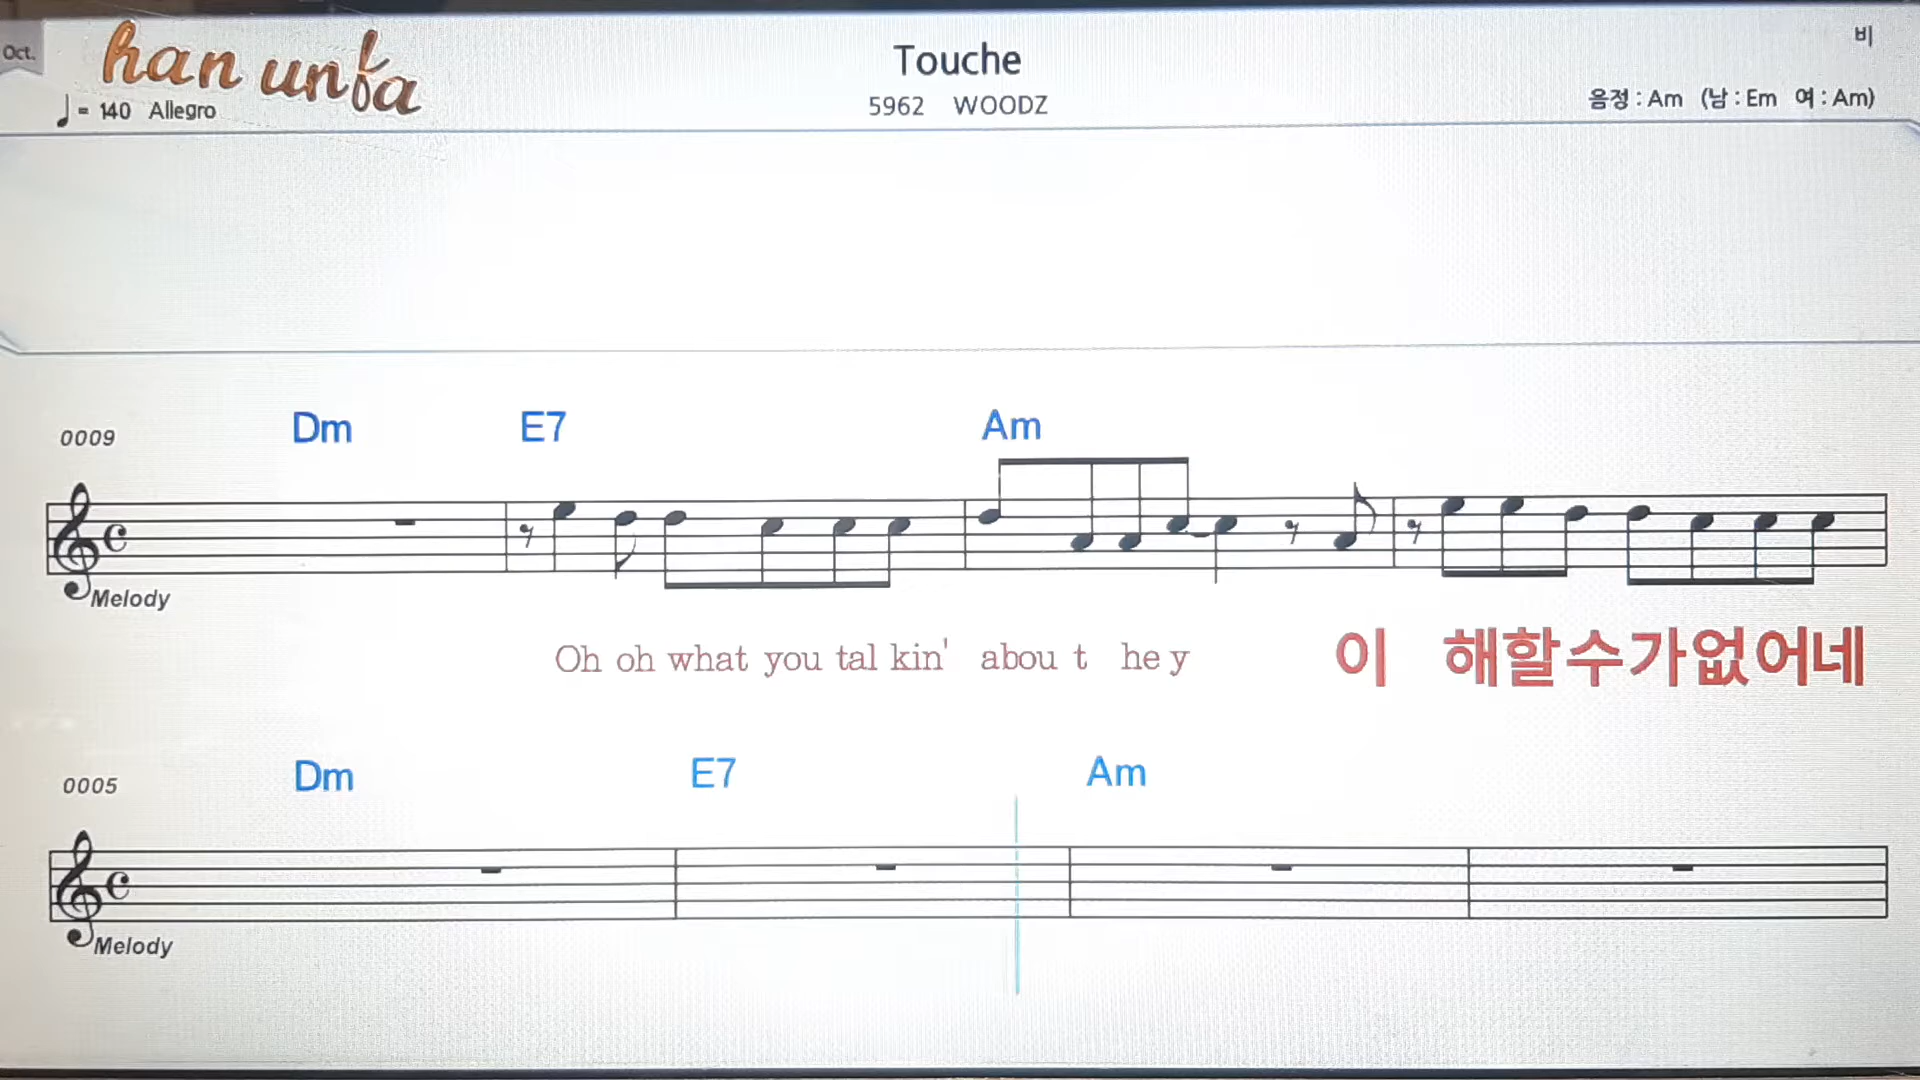 Oct.
han unfa
비
Touche
= 140 Allegro
5962 WOODZ
음정 : Am (남 : Em 여 : Am)
0009 Dm E7 Am
Melody
Oh oh what you tal kin' abou t he y 이 해할수가없어네
0005 Dm E7 Am
Melody